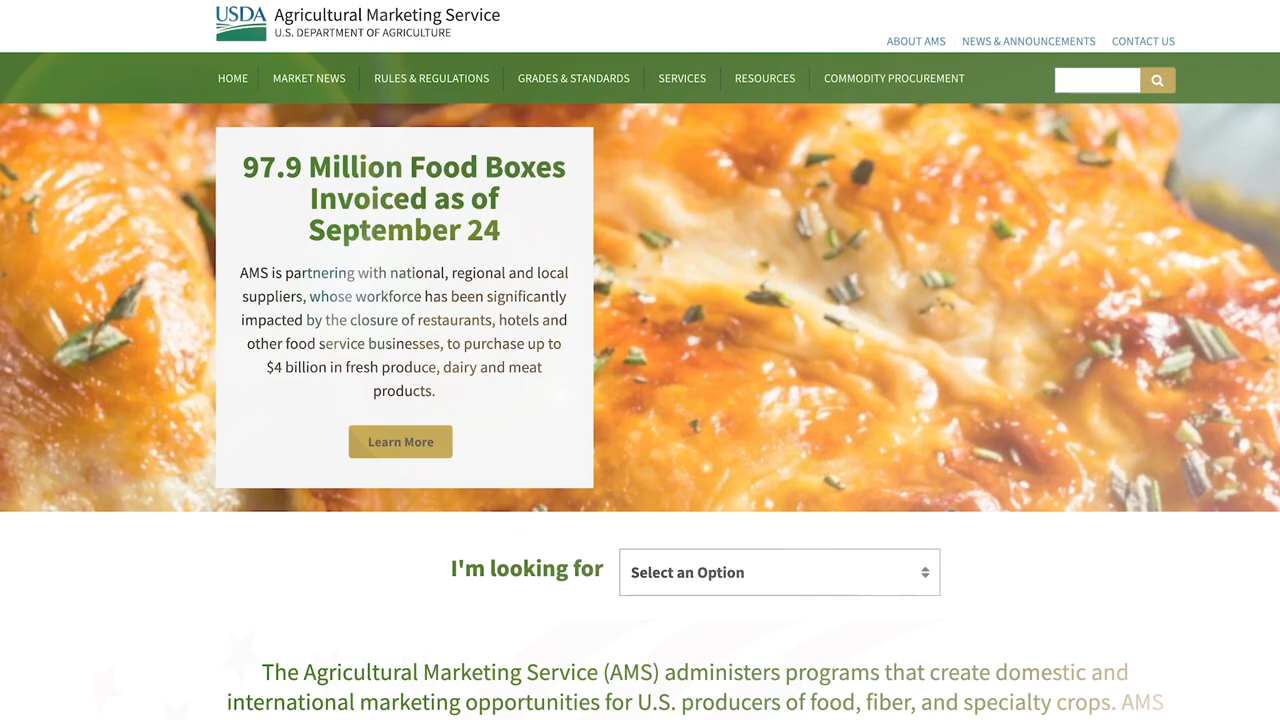 USDA Agricultural Marketing Service
U.S. DEPARTMENT OF AGRICULTURE
ABOUT AMS NEWS & ANNOUNCEMENTS CONTACT US
HOME MARKET NEWS RULES & REGULATIONS GRADES & STANDARDS SERVICES RESOURCES COMMODITY PROCUREMENT
97.9 Million Food Boxes
Invoiced as of
September 24
AMS is partnering with national, regional and local
suppliers, whose workforce has been significantly
impacted by the closure of restaurants, hotels and
other food service businesses, to purchase up to
$4 billion in fresh produce, dairy and meat
products.
Learn More
I'm looking for Select an Option
The Agricultural Marketing Service (AMS) administers programs that create domestic and
international marketing opportunities for U.S. producers of food, fiber, and specialty crops. AMS